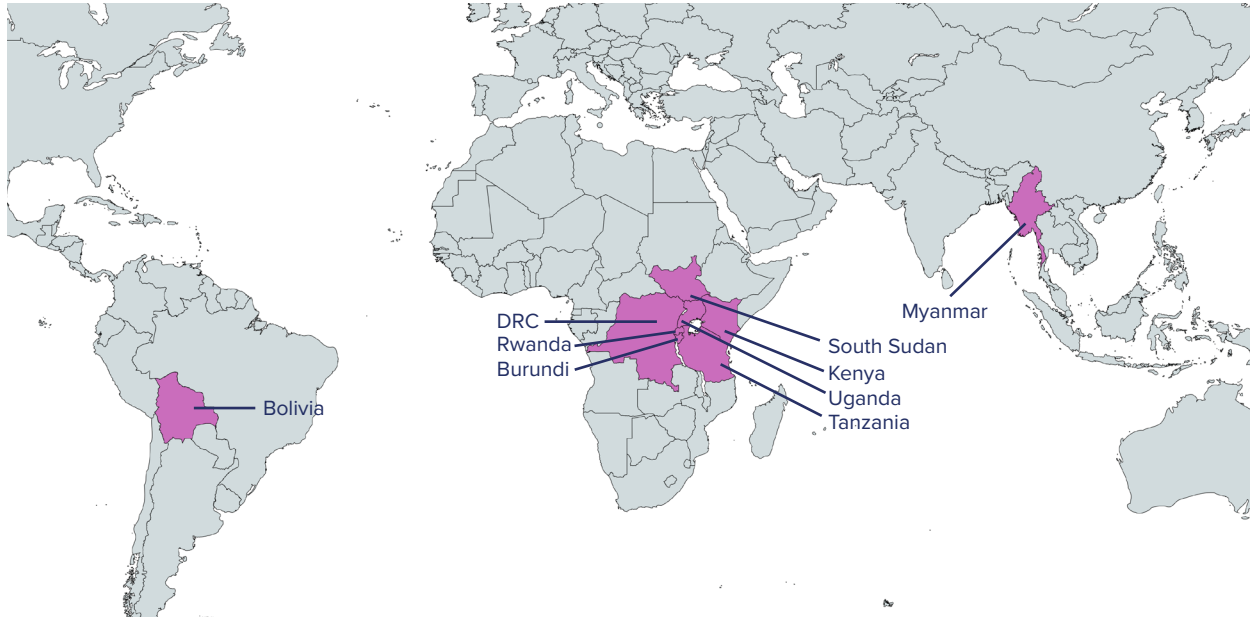 Myanmar
DRC
Rwanda
Burundi
South Sudan
Kenya
Uganda
Tanzania
Bolivia